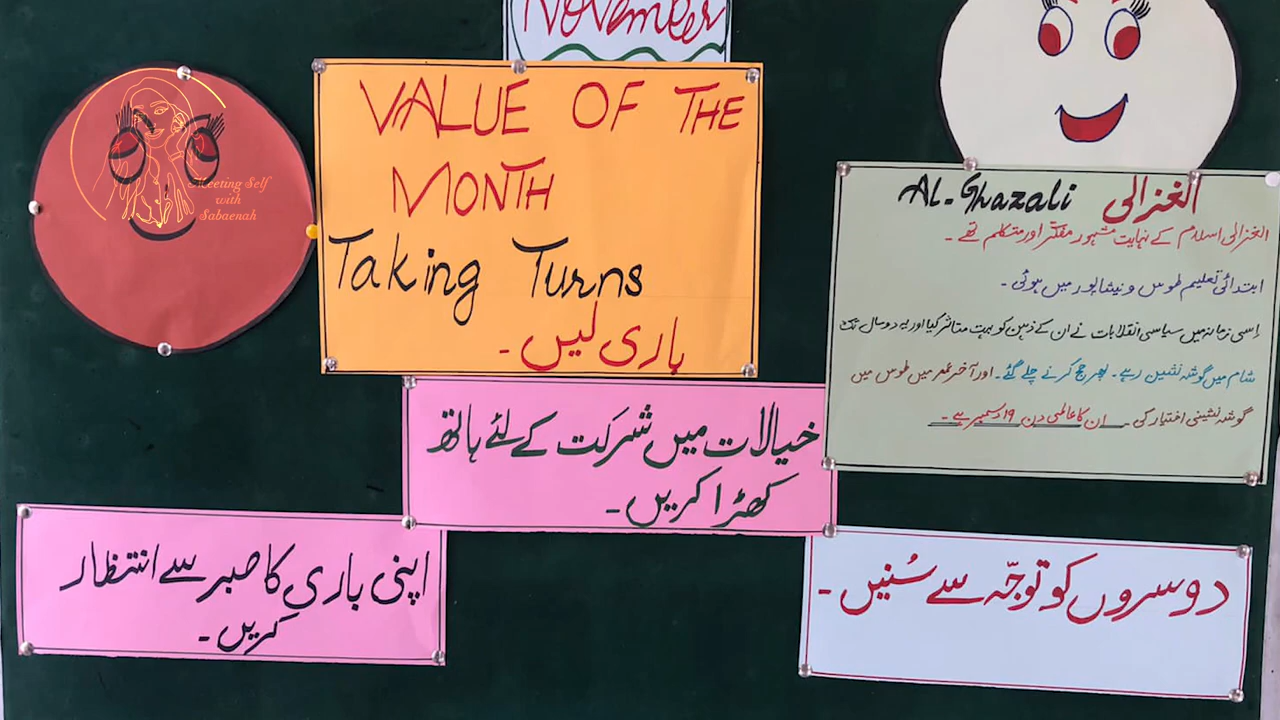 November
VALUE OF THE
MONTH
Taking Turns
باری لیں۔
Meeting Self
with
Sabaenah
AL-Ghazali الغزالی
الغزالی اسلام کے نہایت مشہور مفکر اور متکلم تھے۔
ابتدائی تعلیم طوس و نیشاپور میں ہوئی۔
اِسی زمانہ میں سیاسی انقلابات نے ان کے ذہن کو بہت متاثر کیا اور یہ دو سال تک
شام میں گوشہ نشین رہے۔ پھر حج کرنے چلے گئے۔ اور آخر عمر میں طوس میں
گوشہ نشینی اختیار کی ۔ ان کا عالمی دن 19 دسمبر ہے۔
خیالات میں شرکت کے لئے ہاتھ
کھڑا کریں۔
اپنی باری کا صبر سے انتظار
کریں۔
دوسروں کو توجّہ سے سُنیں۔